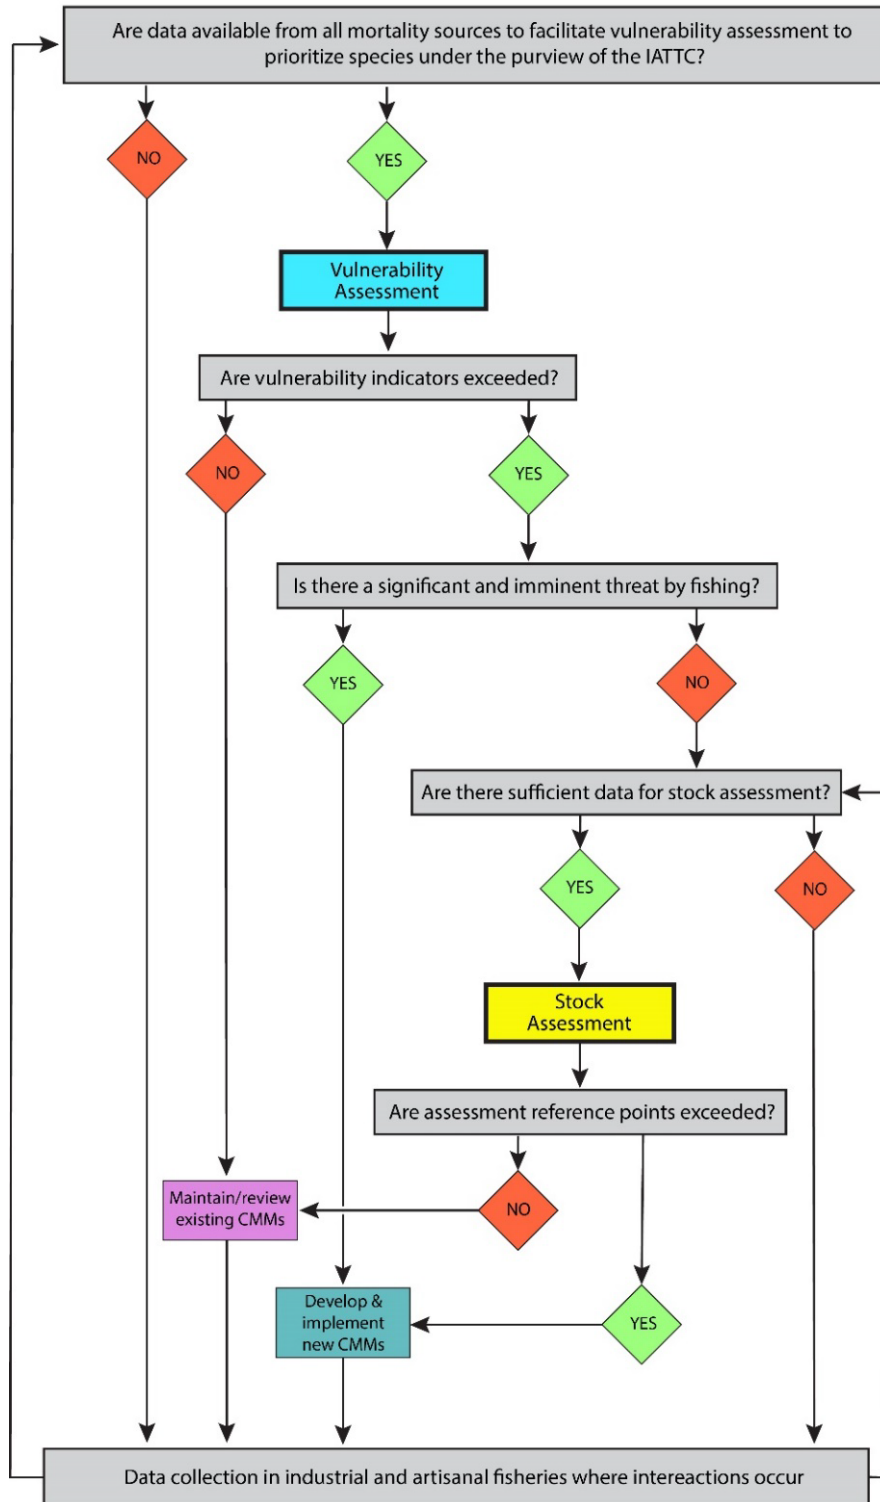 Are data available from all mortality sources to facilitate vulnerability assessment to
prioritize species under the purview of the IATTC?
NO
YES
Vulnerability
Assessment
Are vulnerability indicators exceeded?
NO
YES
Is there a significant and imminent threat by fishing?
YES
NO
Are there sufficient data for stock assessment?
YES
NO
Stock
Assessment
Are assessment reference points exceeded?
Maintain/review
existing CMMs
NO
Develop &
implement
new CMMs
YES
Data collection in industrial and artisanal fisheries where intereactions occur